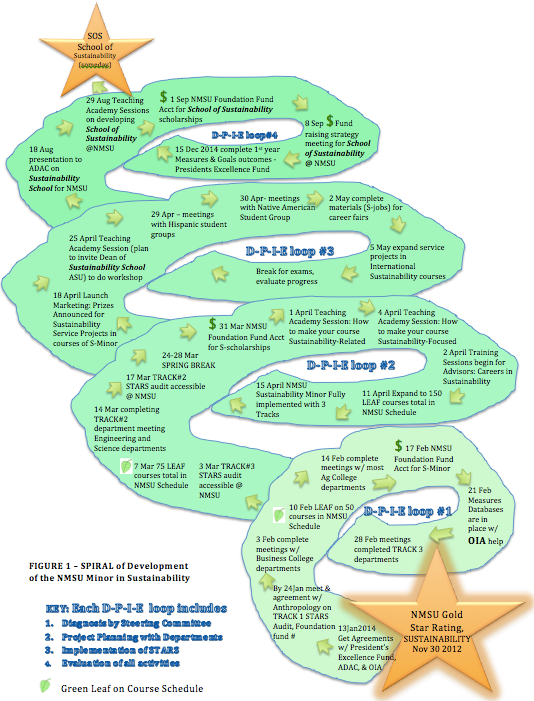 SOS
School of
Sustainability
(someday)
29 Aug Teaching
Academy Sessions
on developing
School of
Sustainability
@NMSU
$ 1 Sep NMSU Foundation Fund
Acct for School of Sustainability
scholarships
8 Sep $ Fund
raising strategy
meeting for School
of Sustainability
@ NMSU
D-P-I-E loop#4
15 Dec 2014 complete 1st year
Measures & Goals outcomes -
Presidents Excellence Fund
18 Aug
presentation to
ADAC on
Sustainability
School for NMSU
30 Apr- meetings
with Native American
Student Group
2 May complete
materials (S-jobs) for
career fairs
29 Apr – meetings
with Hispanic student
groups
25 April Teaching
Academy Session (plan
to invite Dean of
Sustainability School
ASU) to do workshop
5 May expand service
projects in
International
Sustainability courses
D-P-I-E loop #3
Break for exams,
evaluate progress
18 April Launch
Marketing: Prizes
Announced for
Sustainability
Service Projects in
courses of S-Minor
$ 31 Mar NMSU
Foundation Fund Acct
for S-scholarships
1 April Teaching
Academy Session: How
to make your course
Sustainability-Related
4 April Teaching
Academy Session: How
to make your course
Sustainability-Focused
24-28 Mar
SPRING BREAK
2 April Training
Sessions begin for
Advisors: Careers in
Sustainability
D-P-I-E loop #2
17 Mar TRACK#2
STARS audit accessible
@ NMSU
15 April NMSU
Sustainability Minor Fully
implemented with 3
Tracks
11 April Expand to 150
LEAF courses total in
NMSU Schedule
14 Mar completing
TRACK#2
department meeting
Engineering and
Science departments
7 Mar 75 LEAF
courses total in
NMSU Schedule
3 Mar TRACK#3
STARS audit
accessible @
NMSU
14 Feb complete
meetings w/ most
Ag College
departments
$ 17 Feb NMSU
Foundation Fund
Acct for S-Minor
21 Feb
Measures
Databases
are in
place w/
OIA help
10 Feb LEAF on 50
courses in NMSU
Schedule
D-P-I-E loop #1
3 Feb complete
meetings w/
Business College
departments
28 Feb meetings
completed TRACK 3
departments
By 24Jan meet &
agreement w/
Anthropology on
TRACK 1 STARS
Audit, Foundation
fund #
13Jan2014
Get Agreements
w/ President's
Excellence Fund,
ADAC, & OIA
NMSU Gold
Star Rating,
SUSTAINABILITY
Nov 30 2012
FIGURE 1 – SPIRAL of Development
of the NMSU Minor in Sustainability
KEY: Each D-P-I-E loop includes
1. Diagnosis by Steering Committee
2. Project Planning with Departments
3. Implementation of STARS
4. Evaluation of all activities
Green Leaf on Course Schedule